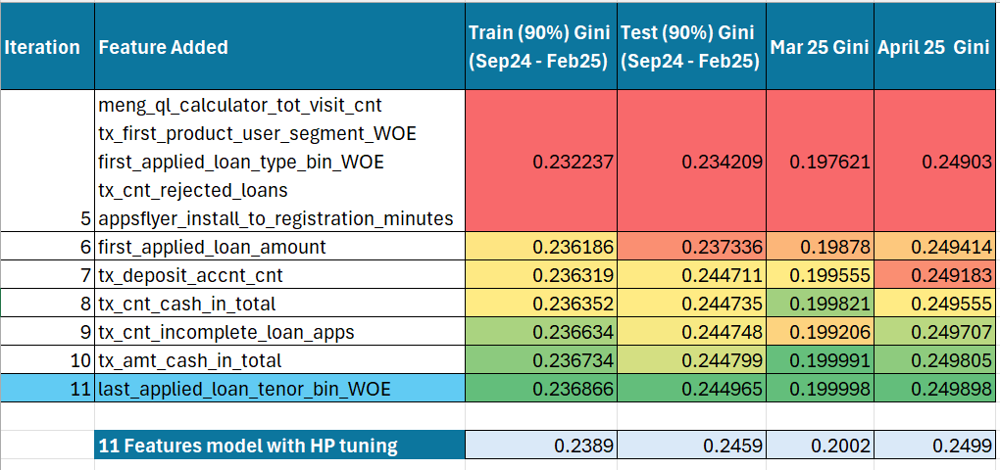 Iteration Feature Added Train (90%) Gini (Sep24 - Feb25) Test (90%) Gini (Sep24 - Feb25) Mar 25 Gini April 25 Gini
meng_ql_calculator_tot_visit_cnt
tx_first_product_user_segment_WOE
first_applied_loan_type_bin_WOE 0.232237 0.234209 0.197621 0.24903
tx_cnt_rejected_loans
5 appsflyer_install_to_registration_minutes
6 first_applied_loan_amount 0.236186 0.237336 0.19878 0.249414
7 tx_deposit_accnt_cnt 0.236319 0.244711 0.199555 0.249183
8 tx_cnt_cash_in_total 0.236352 0.244735 0.199821 0.249555
9 tx_cnt_incomplete_loan_apps 0.236634 0.244748 0.199206 0.249707
10 tx_amt_cash_in_total 0.236734 0.244799 0.199991 0.249805
11 last_applied_loan_tenor_bin_WOE 0.236866 0.244965 0.199998 0.249898
11 Features model with HP tuning 0.2389 0.2459 0.2002 0.2499